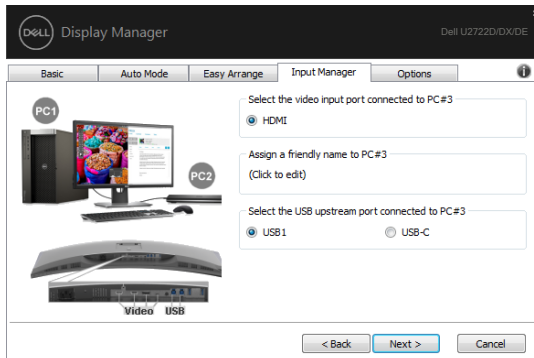 DELL Display Manager
Dell U2722D/DX/DE
Basic Auto Mode Easy Arrange Input Manager Options
Select the video input port connected to PC#3
HDMI
Assign a friendly name to PC#3
(Click to edit)
Select the USB upstream port connected to PC#3
USB1 USB-C
PC1
PC2
Video USB
< Back Next > Cancel